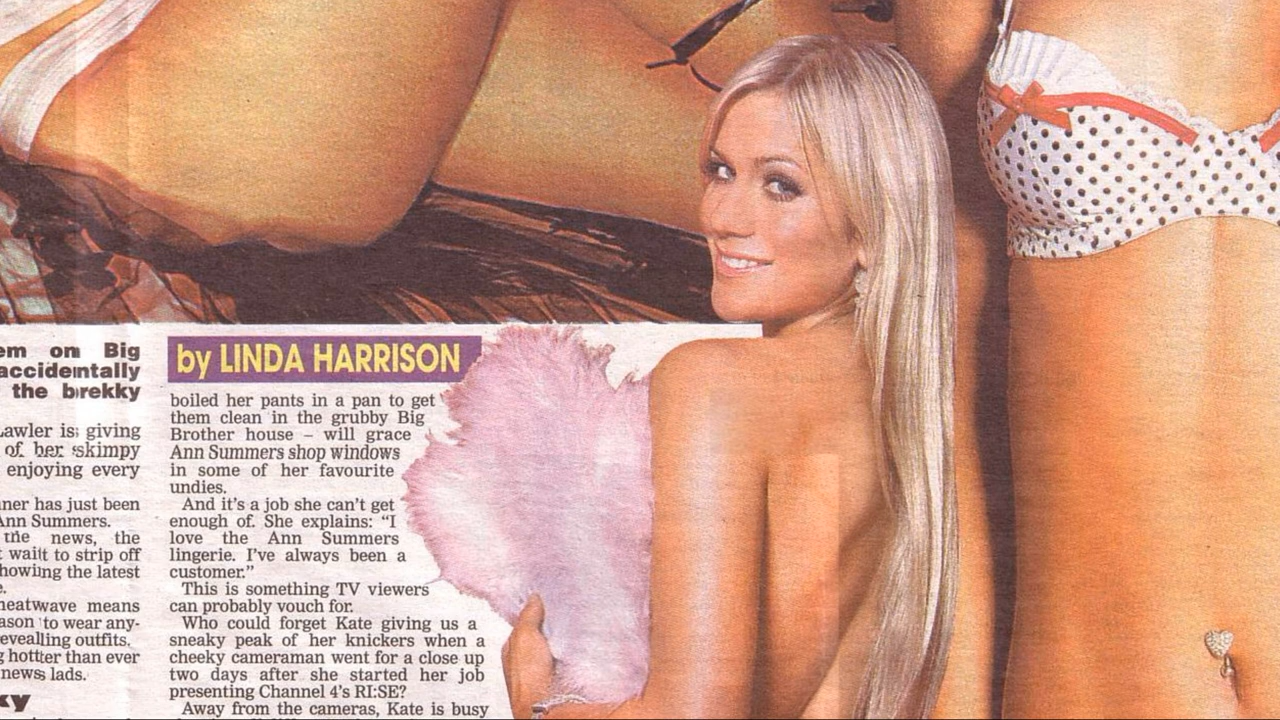 em on Big
accidentally
the brekky
Lawler is giving
of her skimpy
enjoying every
ner has just been
Ann Summers.
the news, the
t wait to strip off
howing the latest
e.
heatwave means
ason to wear any-
evealling outfits.
g hotter than ever
news lads.
ky
by LINDA HARRISON
boiled her pants in a pan to get
them clean in the grubby Big
Brother house – will grace
Ann Summers shop windows
in some of her favourite
undies.
And it's a job she can't get
enough of. She explains: “I
love the Ann Summers
lingerie. I've always been a
customer.”
This is something TV viewers
can probably vouch for.
Who could forget Kate giving us a
sneaky peak of her knickers when a
cheeky cameraman went for a close up
two days after she started her job
presenting Channel 4's RI:SE?
Away from the cameras, Kate is busy